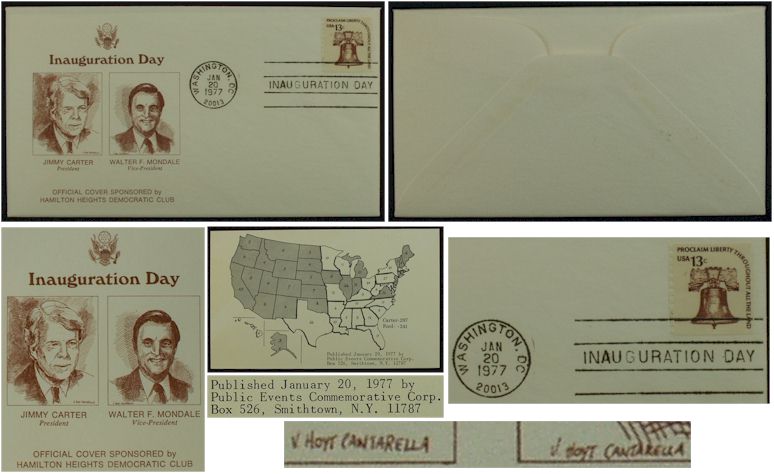 Inauguration Day
JIMMY CARTER
President
WALTER F. MONDALE
Vice-President
OFFICIAL COVER SPONSORED by
HAMILTON HEIGHTS DEMOCRATIC CLUB
WASHINGTON, DC
JAN
20
1977
20013
INAUGURATION DAY
PROCLAIM LIBERTY THROUGHOUT ALL THE LAND
USA 13c
Inauguration Day
JIMMY CARTER
President
WALTER F. MONDALE
Vice-President
OFFICIAL COVER SPONSORED by
HAMILTON HEIGHTS DEMOCRATIC CLUB
Carter-297
Ford -241
Published January 20, 1977 by
Public Events Commemorative Corp.
Box 526, Smithtown, N.Y. 11787
Published January 20, 1977 by
Public Events Commemorative Corp.
Box 526, Smithtown, N.Y. 11787
PROCLAIM LIBERTY THROUGHOUT ALL THE LAND
USA 13c
WASHINGTON, DC
JAN
20
1977
20013
INAUGURATION DAY
V. HOYT CANTARELLA
V. HOYT CANTARELLA